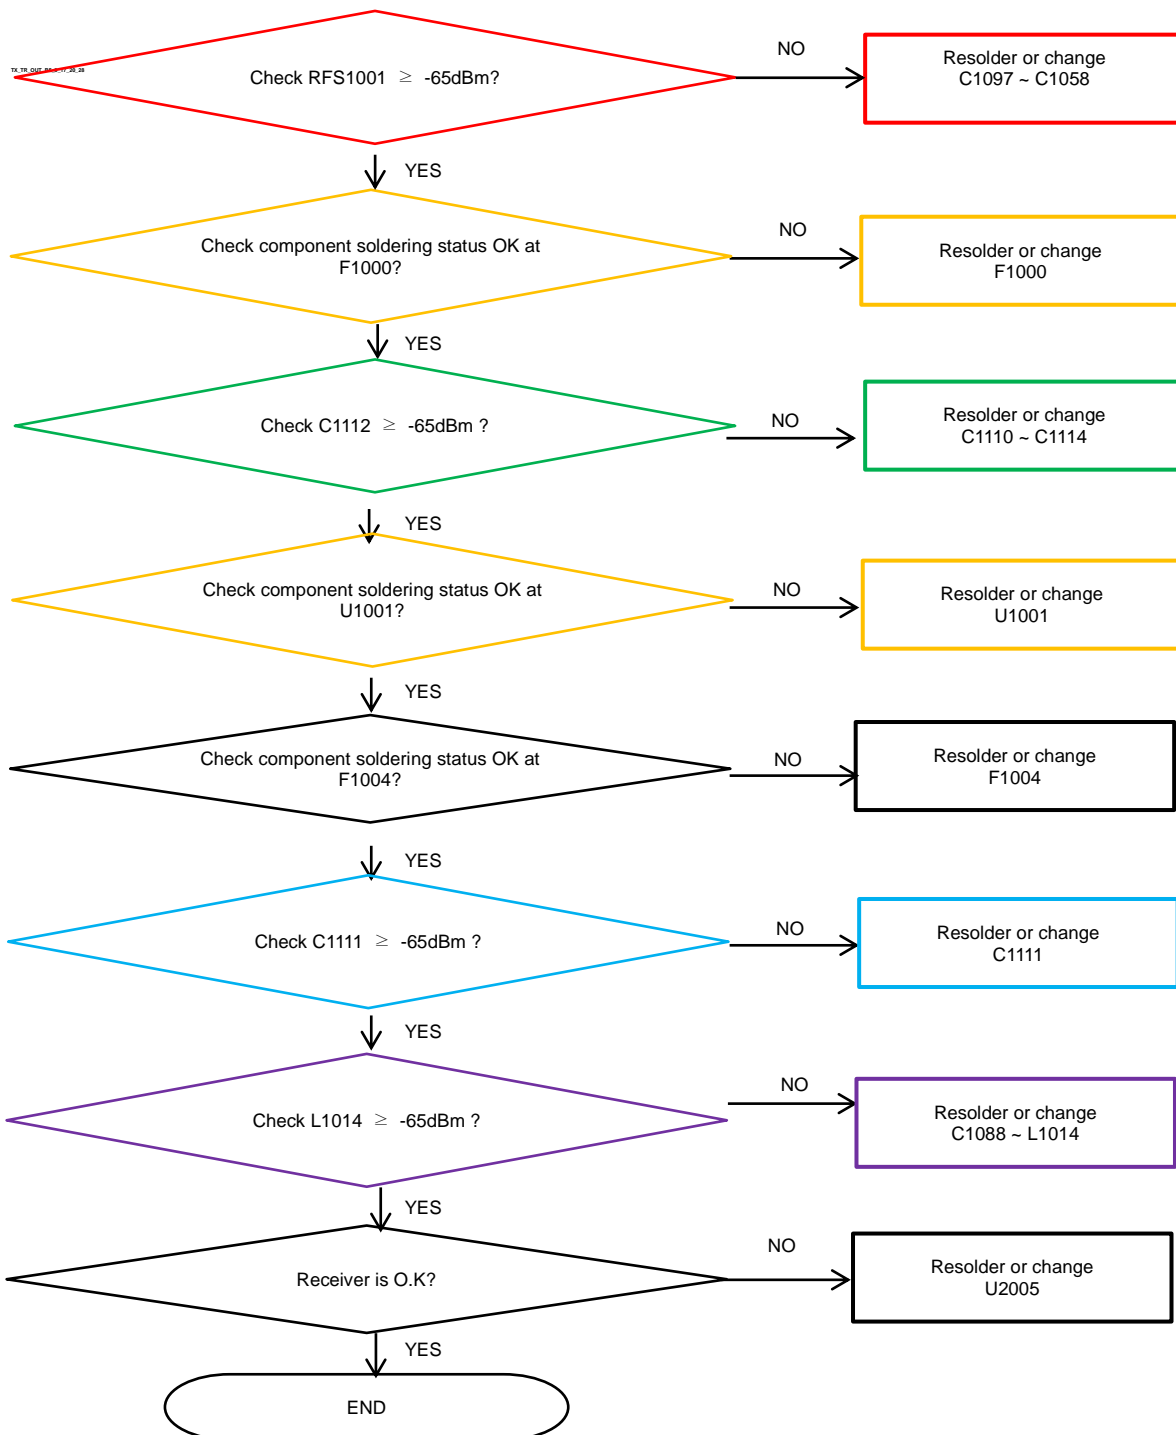 Check RFS1001 ≥ -65dBm?
NO
Resolder or change
C1097 ~ C1058
YES
Check component soldering status OK at
F1000?
NO
Resolder or change
F1000
YES
Check C1112 ≥ -65dBm ?
NO
Resolder or change
C1110 ~ C1114
YES
Check component soldering status OK at
U1001?
NO
Resolder or change
U1001
YES
Check component soldering status OK at
F1004?
NO
Resolder or change
F1004
YES
Check C1111 ≥ -65dBm ?
NO
Resolder or change
C1111
YES
Check L1014 ≥ -65dBm ?
NO
Resolder or change
C1088 ~ L1014
YES
Receiver is O.K?
NO
Resolder or change
U2005
YES
END